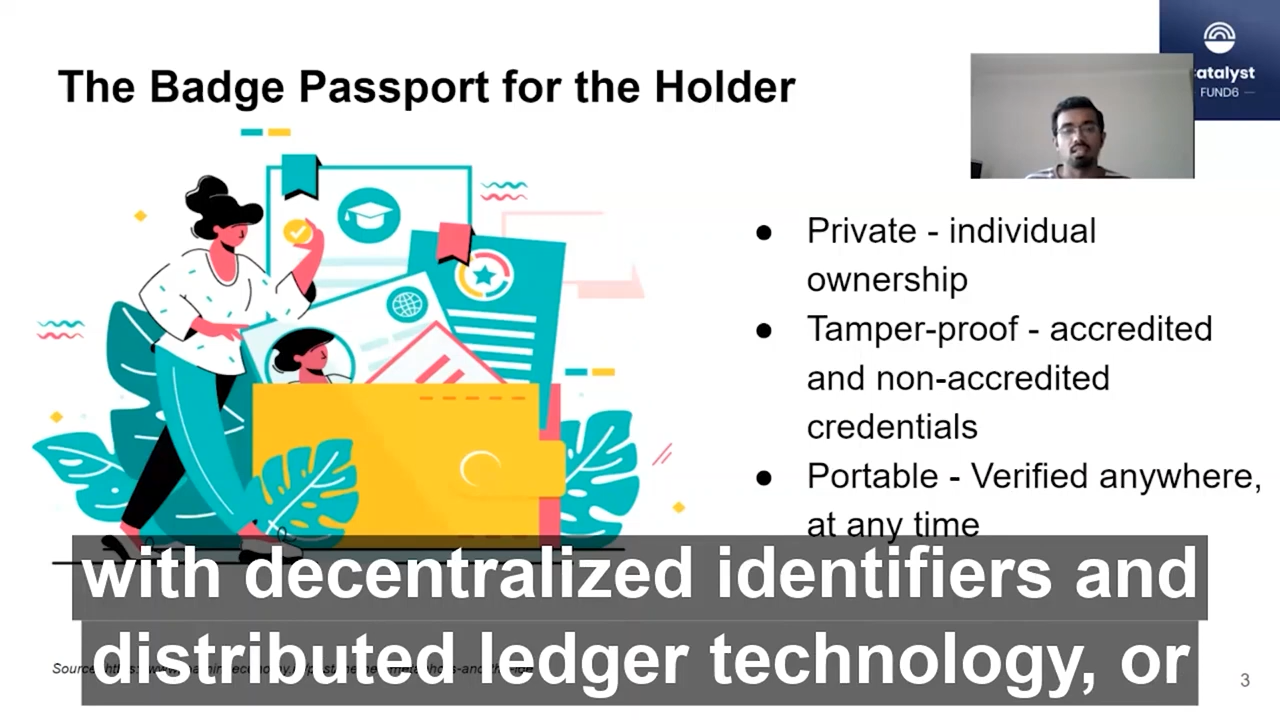 The Badge Passport for the Holder
atalyst
FUND6
● Private - individual
ownership
● Tamper-proof - accredited
and non-accredited
credentials
● Portable - Verified anywhere,
at any time
with decentralized identifiers and
distributed ledger technology, or
3